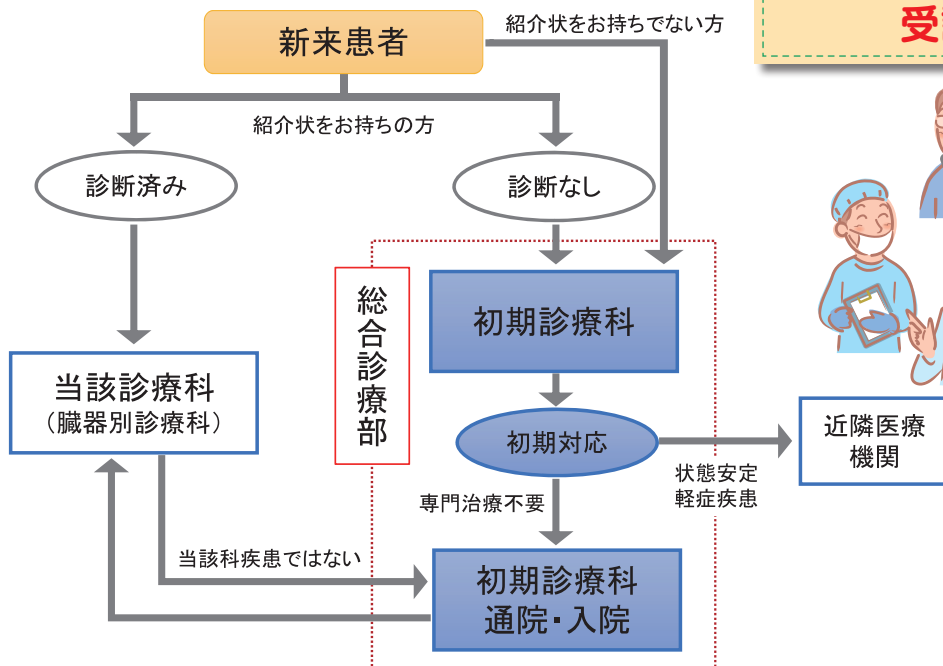 新来患者
紹介状をお持ちでない方
受
紹介状をお持ちの方
診断済み
診断なし
総合診療部
初期診療科
当該診療科
（臓器別診療科）
初期対応
近隣医療
機関
状態安定
軽症疾患
専門治療不要
当該科疾患ではない
初期診療科
通院・入院